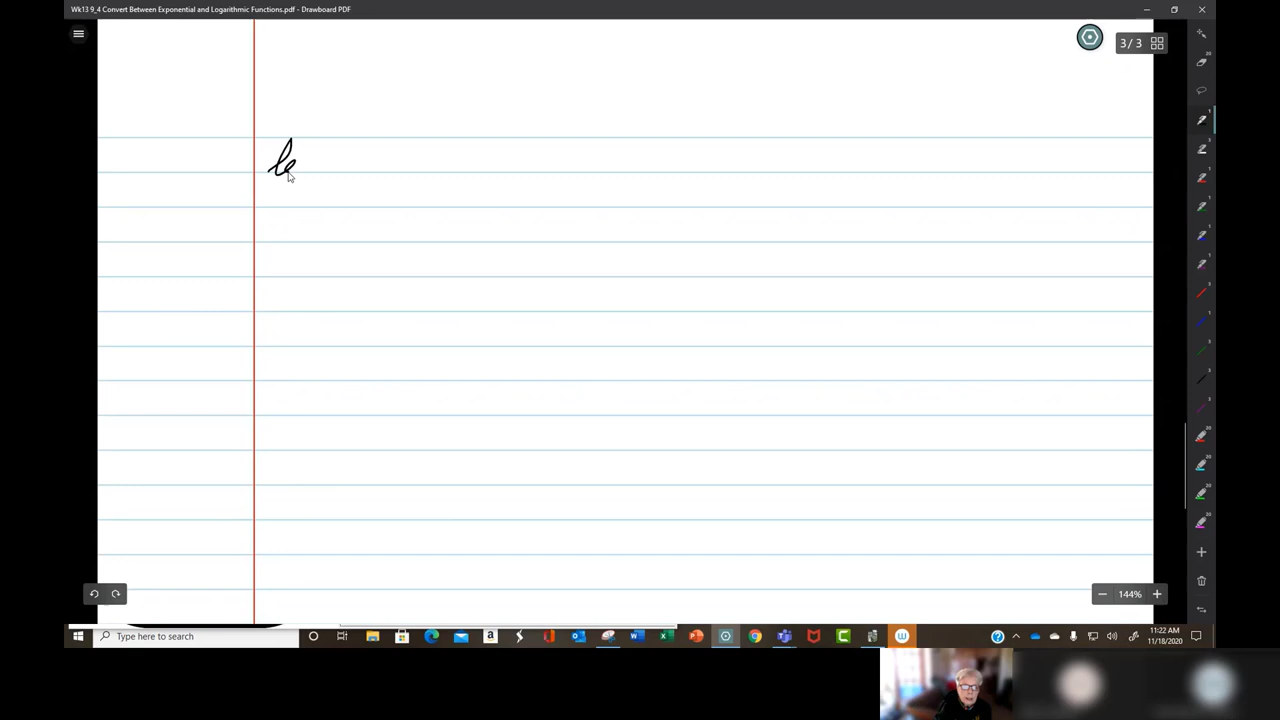 Wk13 9_4 Convert Between Exponential and Logarithmic Functions.pdf - Drawboard PDF
3 / 3
144%
Type here to search
11:22 AM
11/18/2020